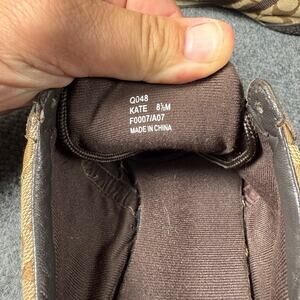 Q048
KATE 8½M
F0007/A07
MADE IN CHINA